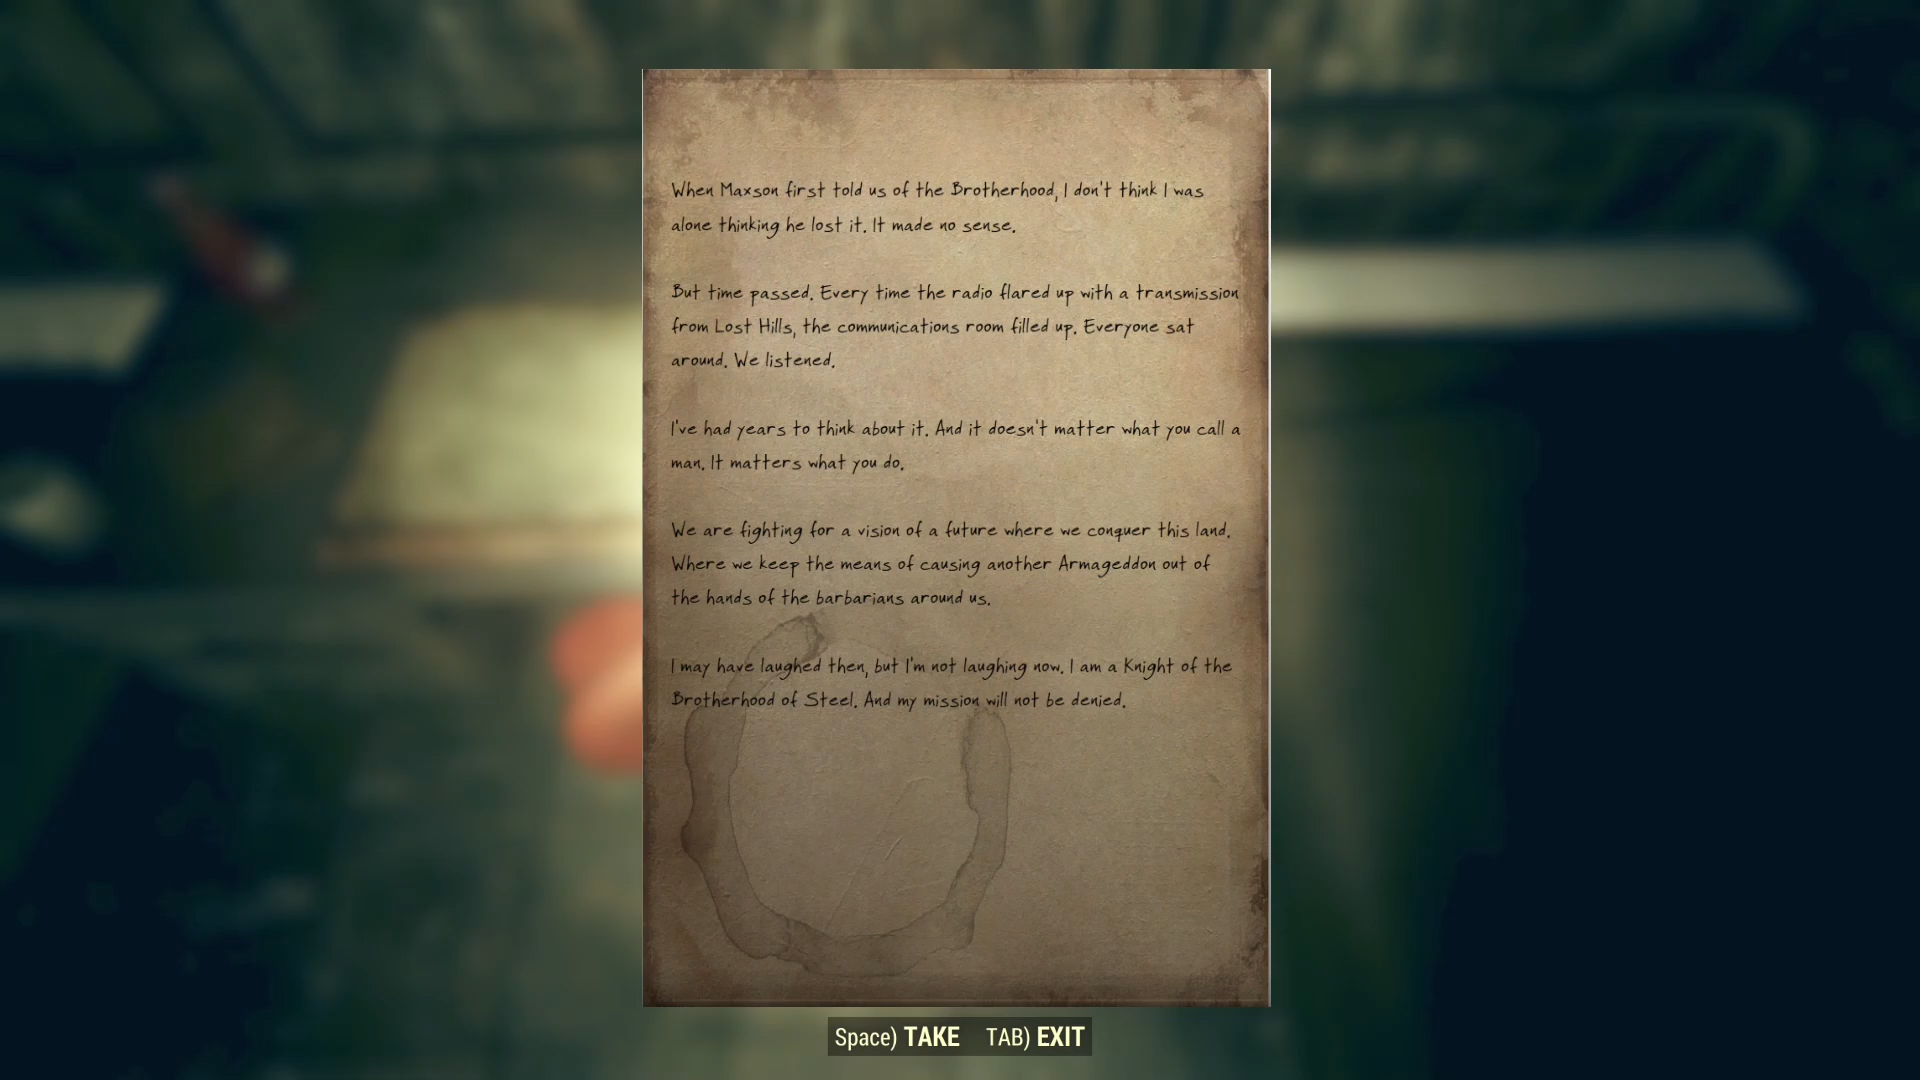 When Maxson first told us of the Brotherhood, I don't think I was
alone thinking he lost it. It made no sense.
But time passed. Every time the radio flared up with a transmission
from Lost Hills, the communications room filled up. Everyone sat
around. We listened.
I've had years to think about it. And it doesn't matter what you call a
man. It matters what you do.
We are fighting for a vision of a future where we conquer this land.
Where we keep the means of causing another Armageddon out of
the hands of the barbarians around us.
I may have laughed then, but I'm not laughing now. I am a Knight of the
Brotherhood of Steel. And my mission will not be denied.
Space) TAKE TAB) EXIT